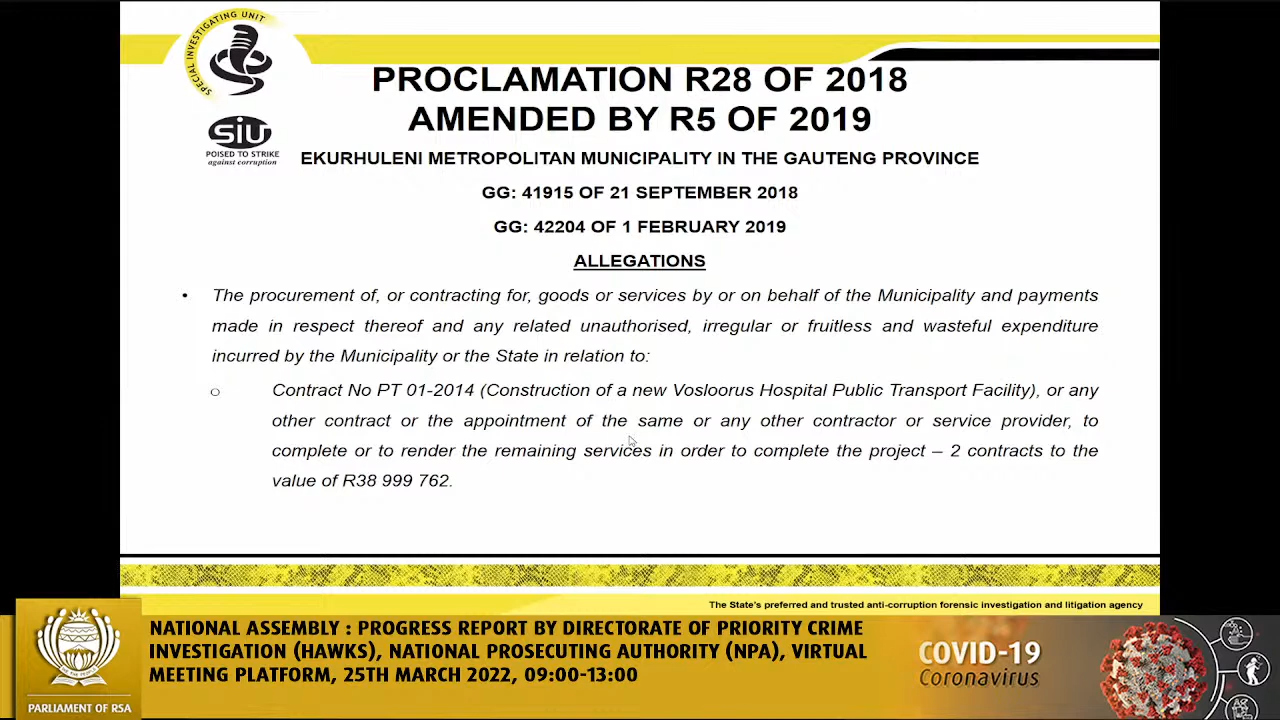 SPECIAL INVESTIGATING UNIT
SIU
POISED TO STRIKE
against corruption
PROCLAMATION R28 OF 2018
AMENDED BY R5 OF 2019
EKURHULENI METROPOLITAN MUNICIPALITY IN THE GAUTENG PROVINCE
GG: 41915 OF 21 SEPTEMBER 2018
GG: 42204 OF 1 FEBRUARY 2019
ALLEGATIONS
• The procurement of, or contracting for, goods or services by or on behalf of the Municipality and payments
made in respect thereof and any related unauthorised, irregular or fruitless and wasteful expenditure
incurred by the Municipality or the State in relation to:
o Contract No PT 01-2014 (Construction of a new Vosloorus Hospital Public Transport Facility), or any
other contract or the appointment of the same or any other contractor or service provider, to
complete or to render the remaining services in order to complete the project – 2 contracts to the
value of R38 999 762.
The State's preferred and trusted anti-corruption forensic investigation and litigation agency
NATIONAL ASSEMBLY : PROGRESS REPORT BY DIRECTORATE OF PRIORITY CRIME
INVESTIGATION (HAWKS), NATIONAL PROSECUTING AUTHORITY (NPA), VIRTUAL
MEETING PLATFORM, 25TH MARCH 2022, 09:00-13:00
PARLIAMENT OF RSA
COVID-19
Coronavirus